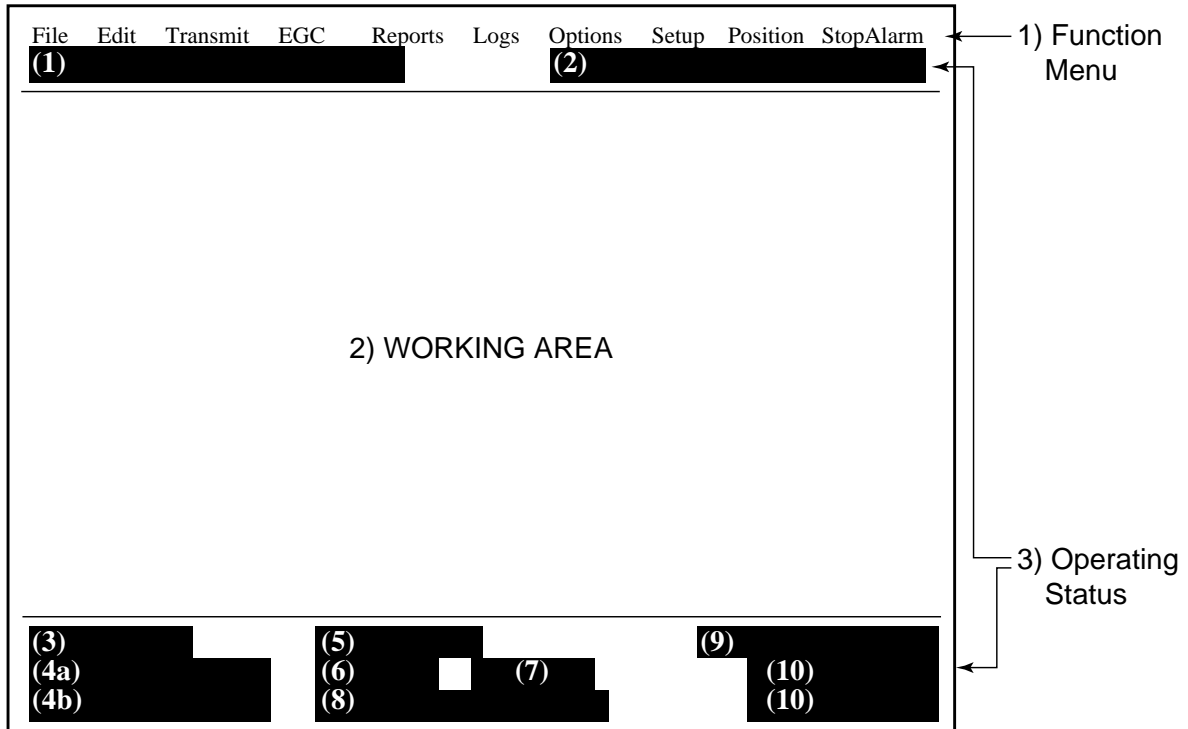 File Edit Transmit EGC Reports Logs Options Setup Position StopAlarm
(1) (2)
1) Function
Menu
2) WORKING AREA
3) Operating
Status
(3) (5) (9)
(4a) (6) (7) (10)
(4b) (8) (10)